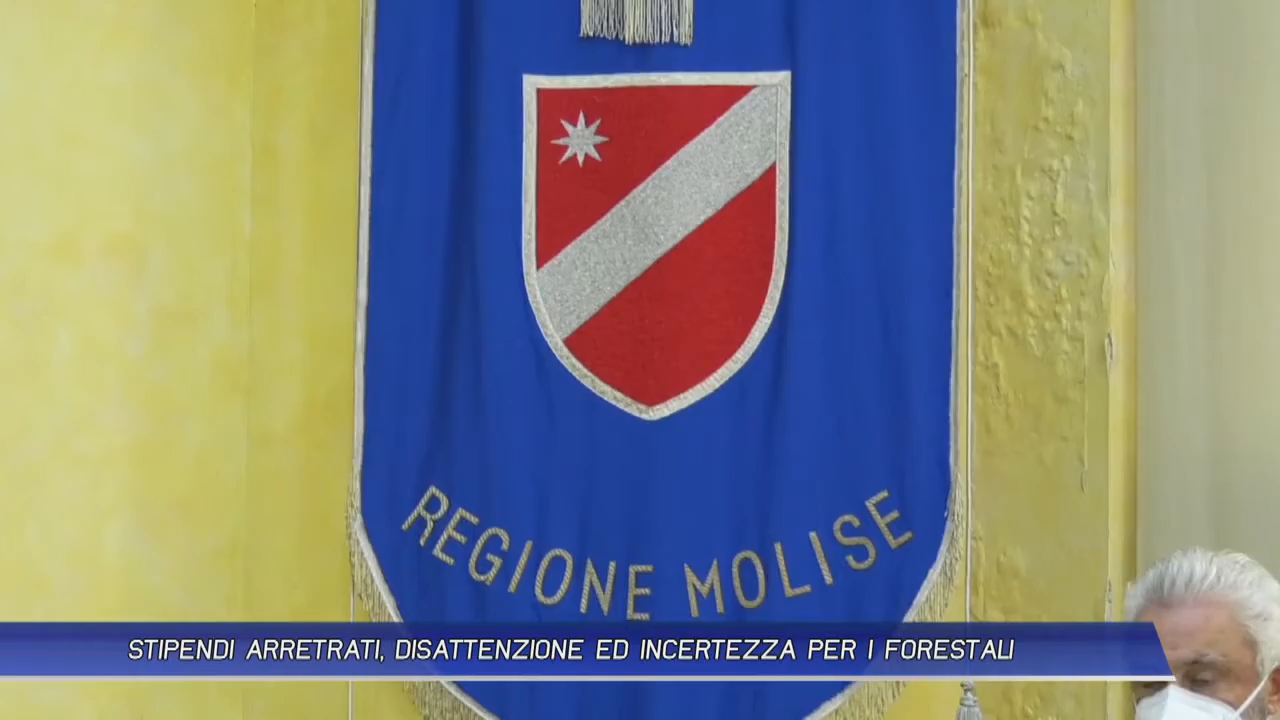 REGIONE MOLISE
STIPENDI ARRETRATI, DISATTENZIONE ED INCERTEZZA PER I FORESTALI